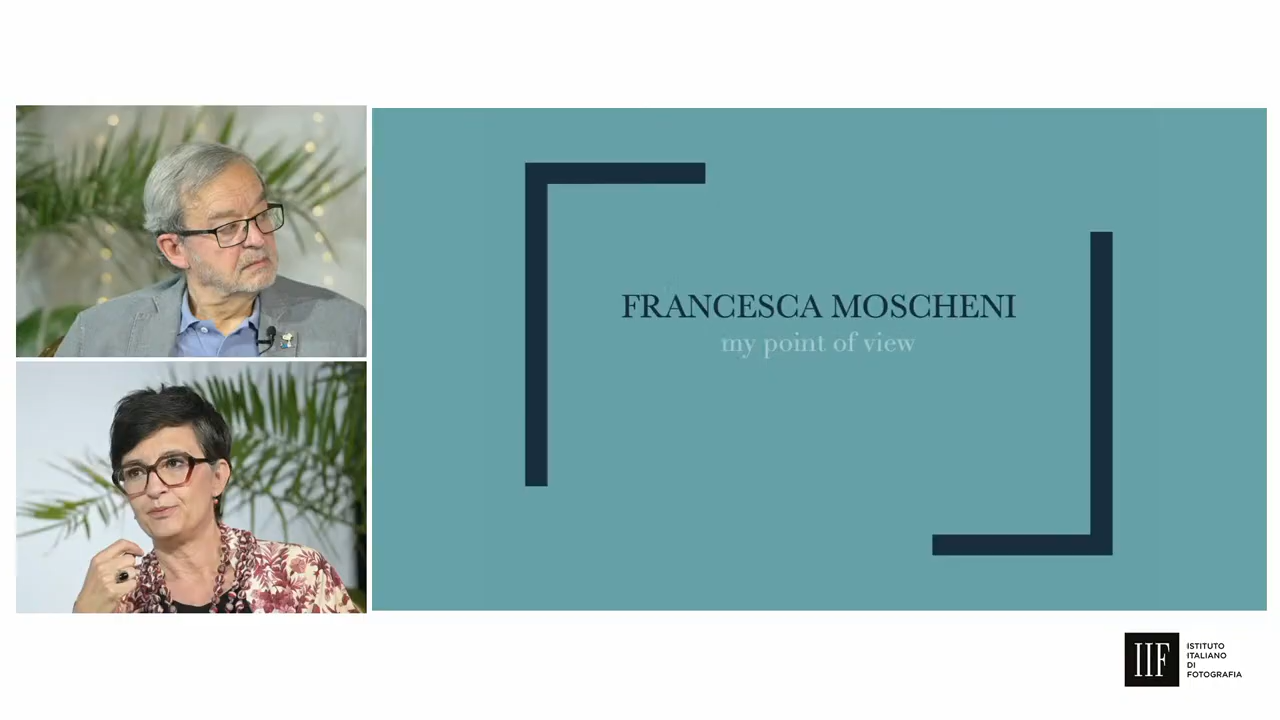 FRANCESCA MOSCHENI
my point of view
IIF
ISTITUTO
ITALIANO
DI
FOTOGRAFIA